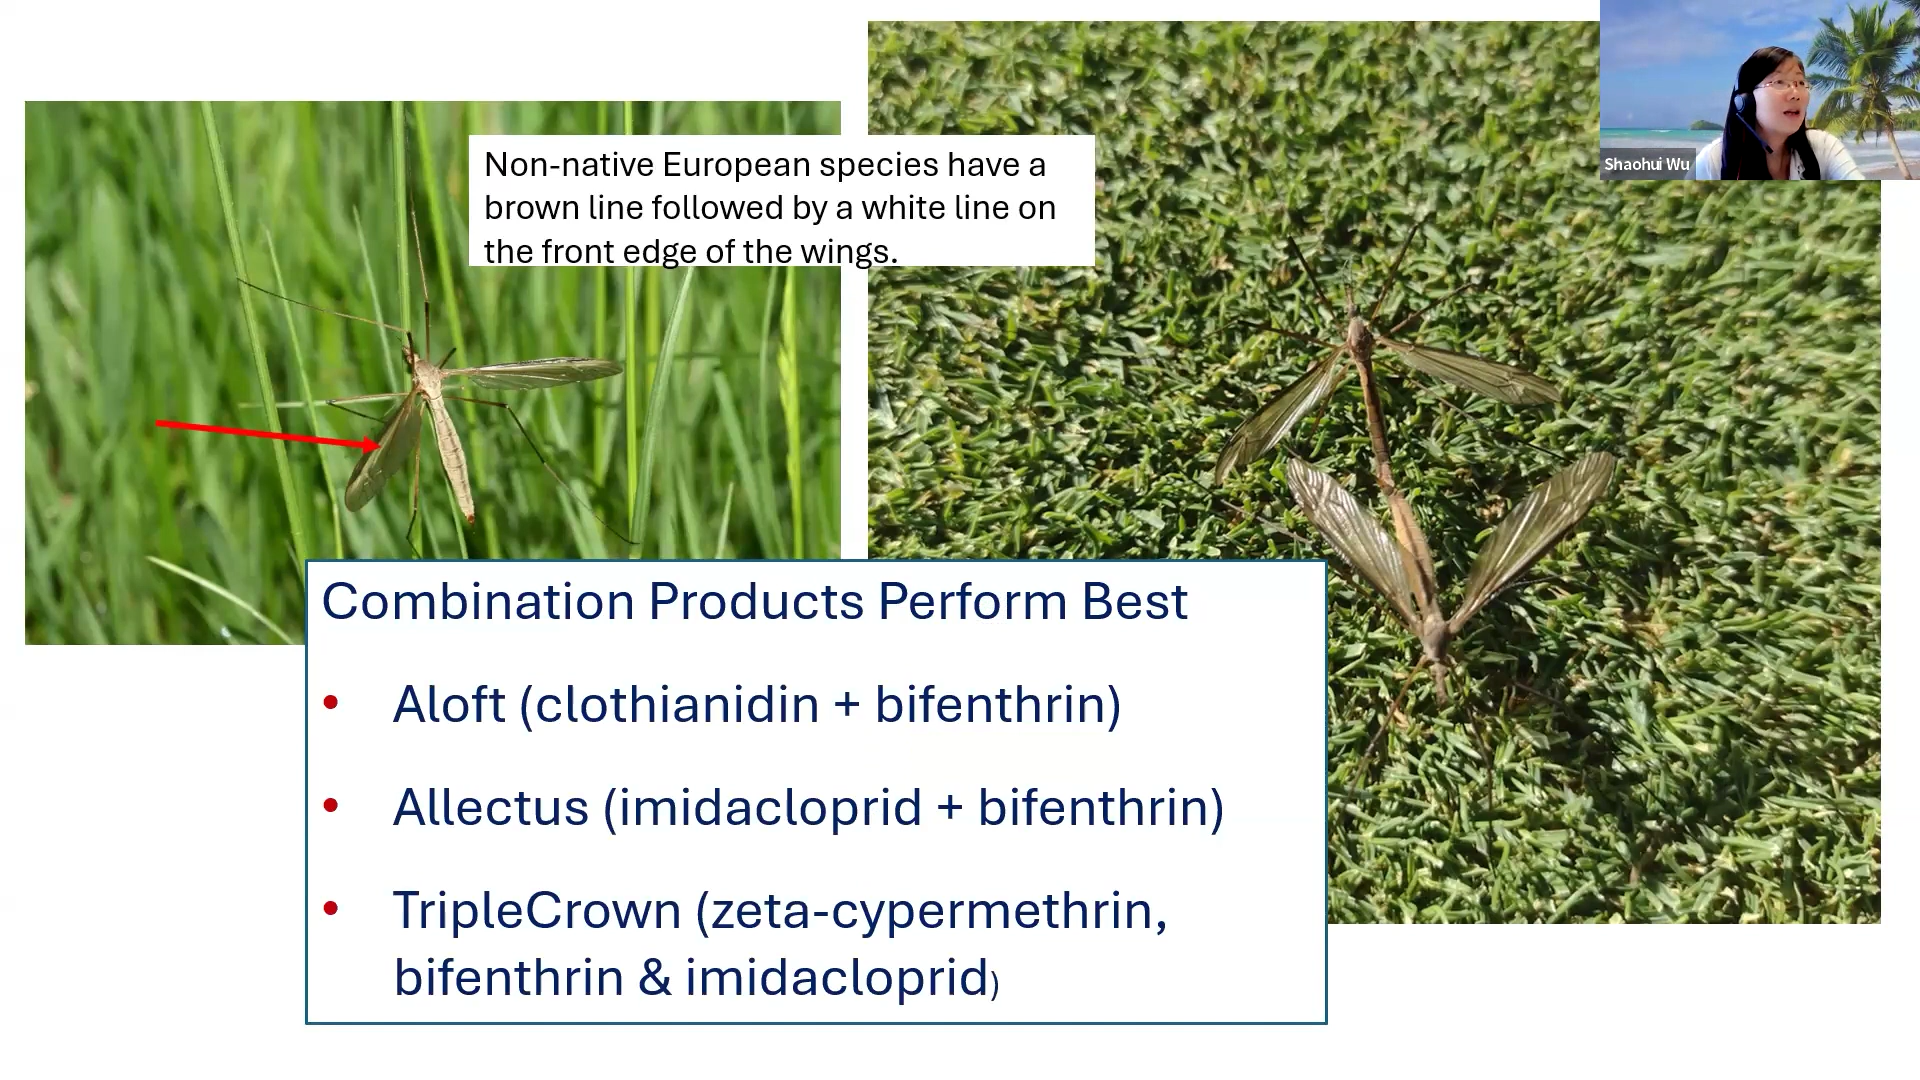 Non-native European species have a
brown line followed by a white line on
the front edge of the wings.
Shaohui Wu
Combination Products Perform Best
• Aloft (clothianidin + bifenthrin)
• Allectus (imidacloprid + bifenthrin)
• TripleCrown (zeta-cypermethrin,
bifenthrin & imidacloprid)